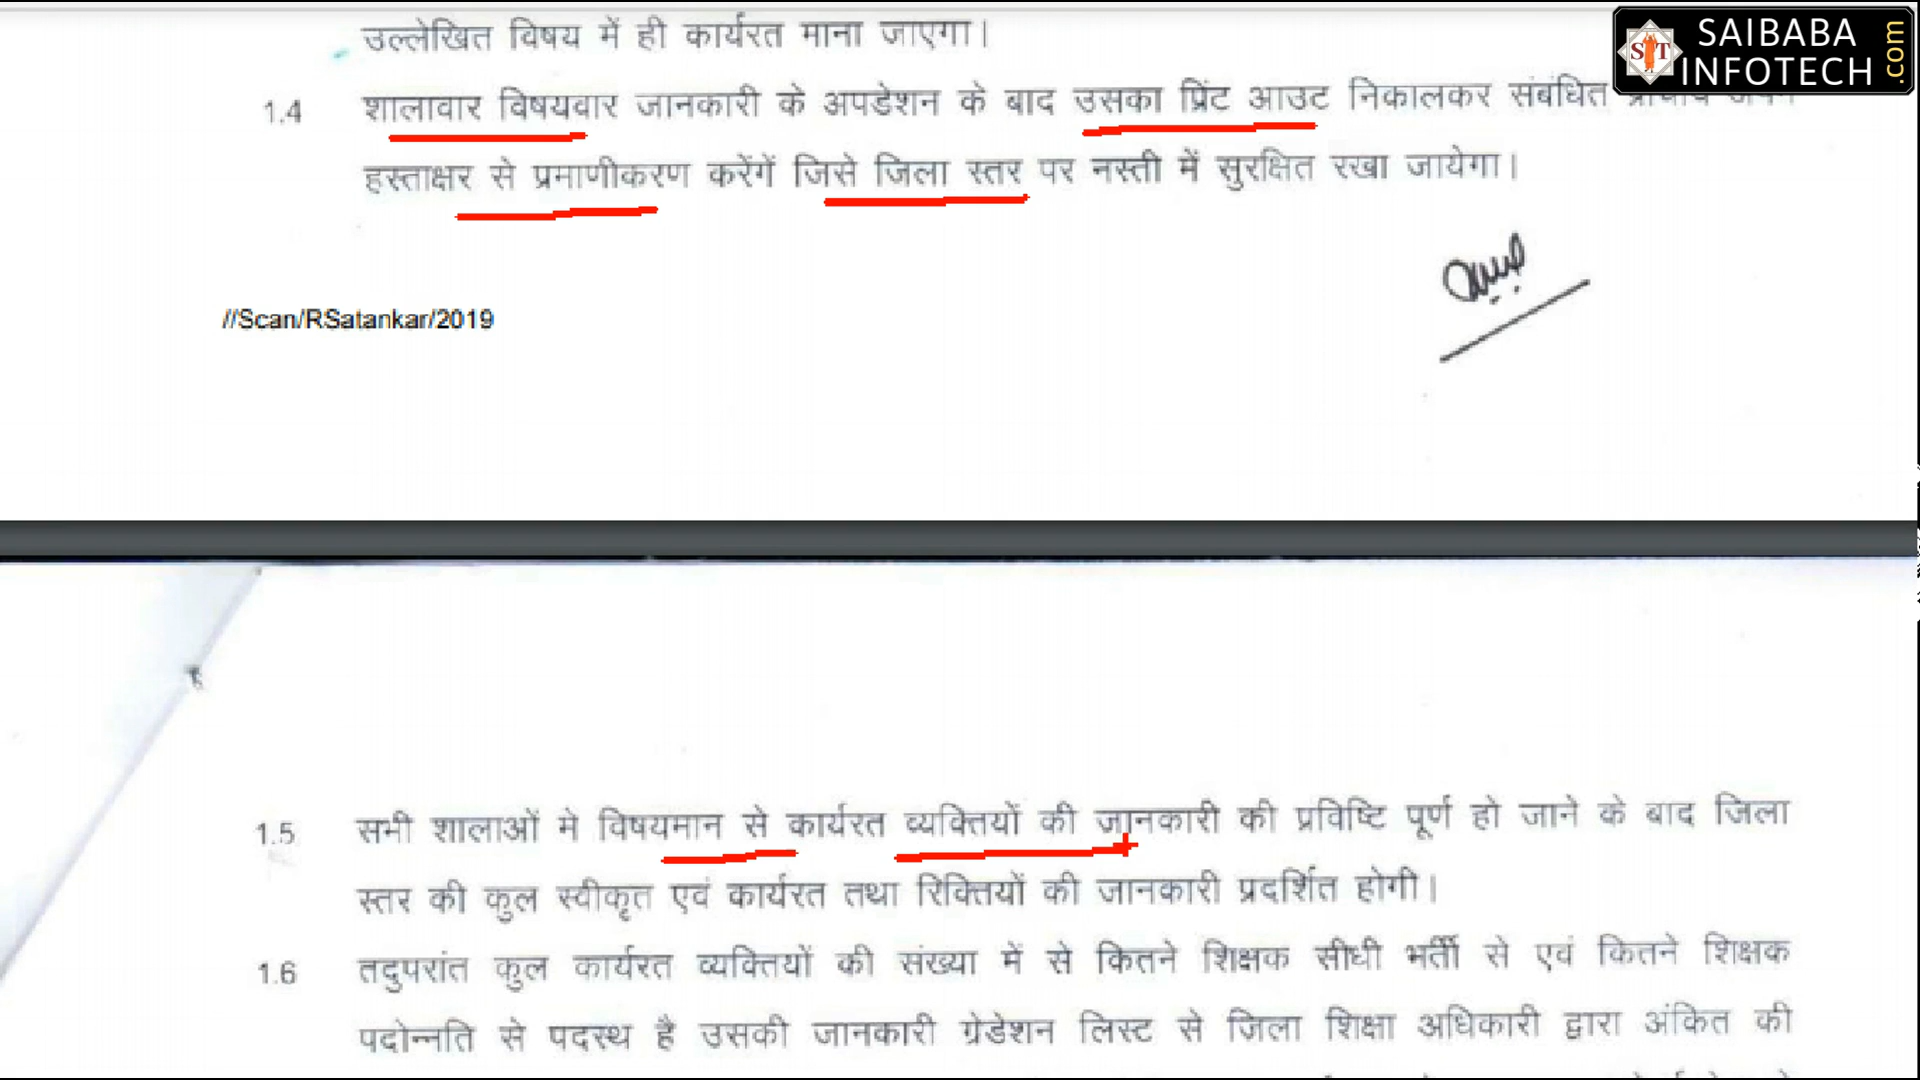 उल्लेखित विषय में ही कार्यरत माना जाएगा।
SAIBABA
INFOTECH
.com
ST
1.4 शालावार विषयवार जानकारी के अपडेशन के बाद उसका प्रिंट आउट निकालकर संबंधित
हस्ताक्षर से प्रमाणीकरण करेंगें जिसे जिला स्तर पर नस्ती में सुरक्षित रखा जायेगा।
//Scan/RSatankar/2019
1.5 सभी शालाओं मे विषयमान से कार्यरत व्यक्तियों की जानकारी की प्रविष्टि पूर्ण हो जाने के बाद जिला
स्तर की कुल स्वीकृत एवं कार्यरत तथा रिक्तियों की जानकारी प्रदर्शित होगी।
1.6 तदुपरांत कुल कार्यरत व्यक्तियों की संख्या में से कितने शिक्षक सीधी भर्ती से एवं कितने शिक्षक
पदोन्नति से पदस्थ है उसकी जानकारी ग्रेडेशन लिस्ट से जिला शिक्षा अधिकारी द्वारा अंकित की